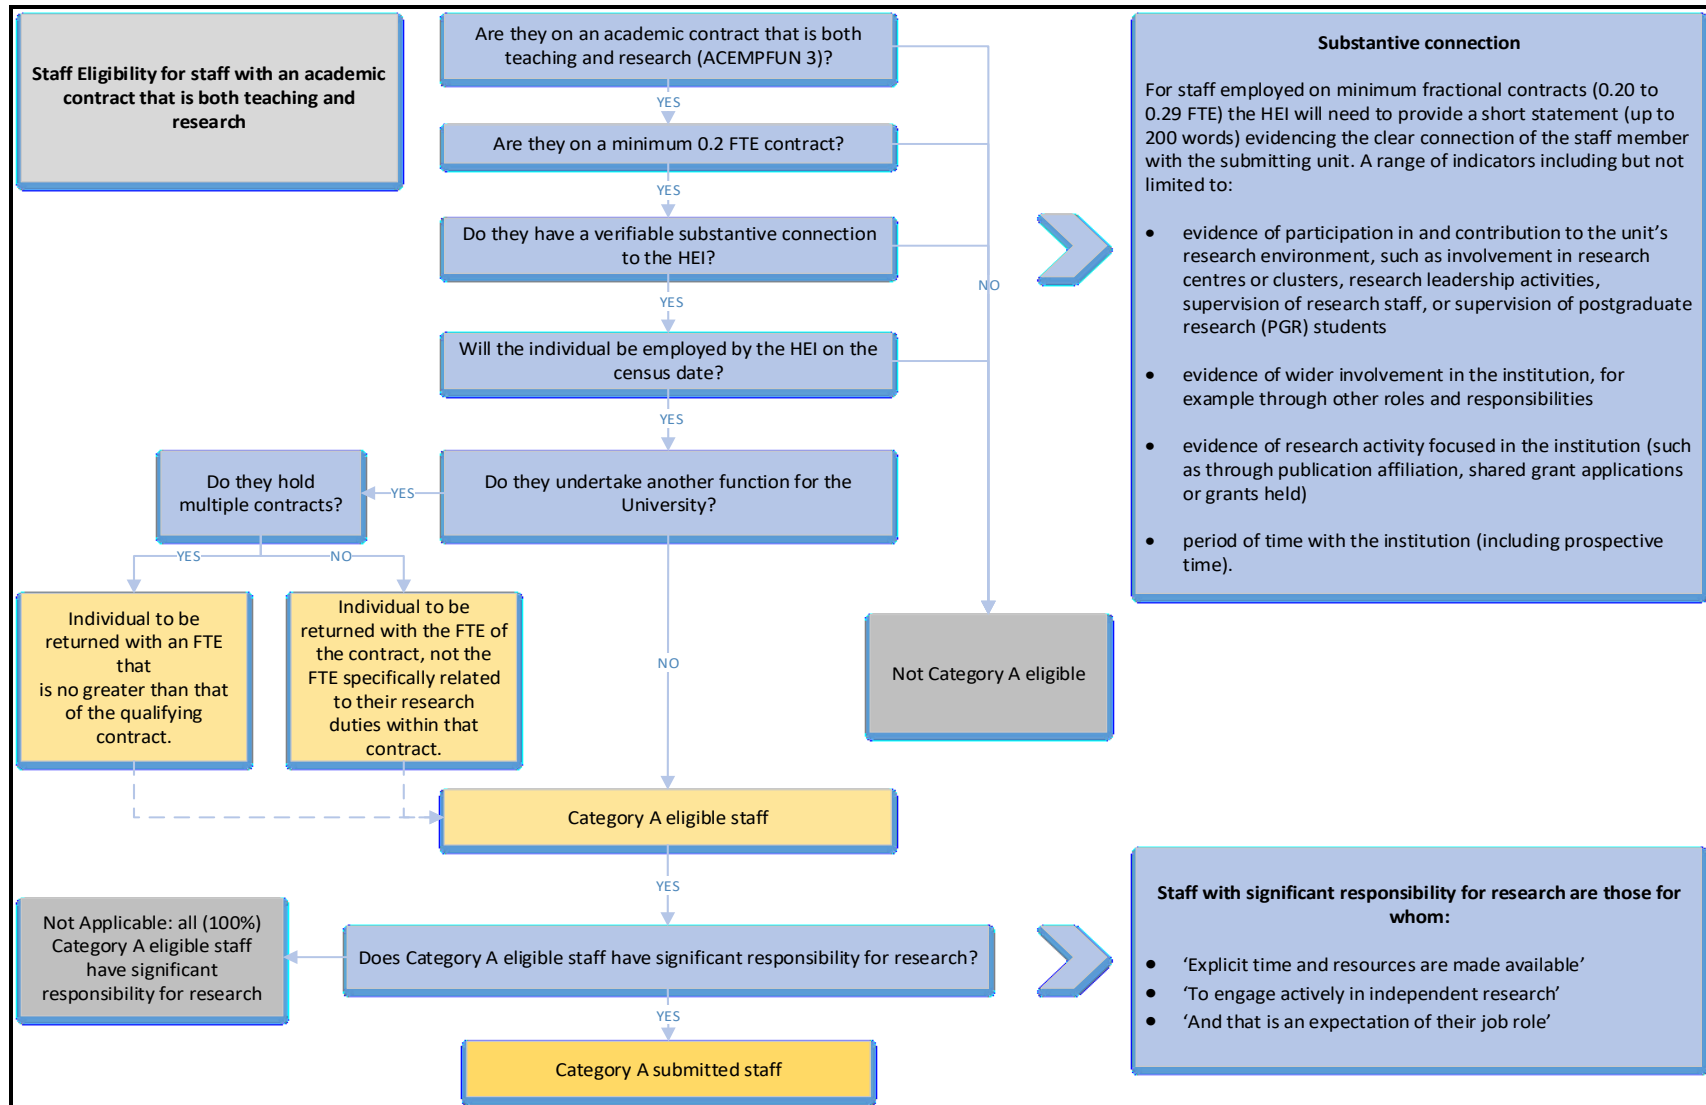 Staff Eligibility for staff with an academic
contract that is both teaching and
research
Are they on an academic contract that is both
teaching and research (ACEMPFUN 3)?
YES
Are they on a minimum 0.2 FTE contract?
YES
Do they have a verifiable substantive connection
to the HEI?
YES
NO
Will the individual be employed by the HEI on the
census date?
YES
Do they undertake another function for the
University?
YES
Do they hold
multiple contracts?
YES
NO
Individual to be
returned with an FTE
that
is no greater than that
of the qualifying
contract.
Individual to be
returned with the FTE of
the contract, not the
FTE specifically related
to their research
duties within that
contract.
NO
Not Category A eligible
Category A eligible staff
YES
Does Category A eligible staff have significant responsibility for research?
Not Applicable: all (100%)
Category A eligible staff
have significant
responsibility for research
YES
Category A submitted staff
Substantive connection
For staff employed on minimum fractional contracts (0.20 to
0.29 FTE) the HEI will need to provide a short statement (up to
200 words) evidencing the clear connection of the staff member
with the submitting unit. A range of indicators including but not
limited to:
• evidence of participation in and contribution to the unit’s
research environment, such as involvement in research
centres or clusters, research leadership activities,
supervision of research staff, or supervision of postgraduate
research (PGR) students
• evidence of wider involvement in the institution, for
example through other roles and responsibilities
• evidence of research activity focused in the institution (such
as through publication affiliation, shared grant applications
or grants held)
• period of time with the institution (including prospective
time).
Staff with significant responsibility for research are those for
whom:
• ‘Explicit time and resources are made available’
• ‘To engage actively in independent research’
• ‘And that is an expectation of their job role’